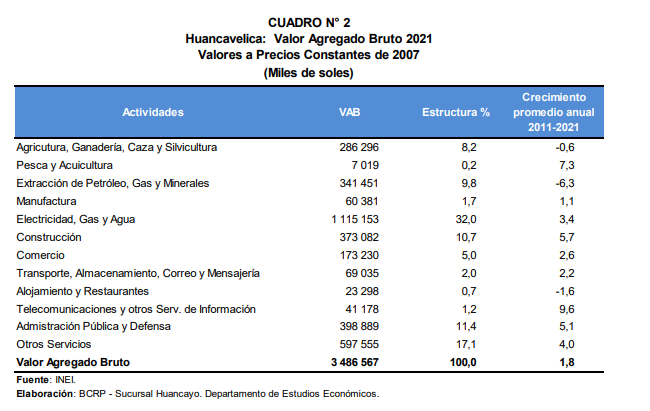 CUADRO N° 2
Huancavelica: Valor Agregado Bruto 2021
Valores a Precios Constantes de 2007
(Miles de soles)
Actividades VAB Estructura % Crecimiento promedio anual 2011-2021
Agricutura, Ganadería, Caza y Silvicultura 286 296 8,2 -0,6
Pesca y Acuicultura 7 019 0,2 7,3
Extracción de Petróleo, Gas y Minerales 341 451 9,8 -6,3
Manufactura 60 381 1,7 1,1
Electricidad, Gas y Agua 1 115 153 32,0 3,4
Construcción 373 082 10,7 5,7
Comercio 173 230 5,0 2,6
Transporte, Almacenamiento, Correo y Mensajería 69 035 2,0 2,2
Alojamiento y Restaurantes 23 298 0,7 -1,6
Telecomunicaciones y otros Serv. de Información 41 178 1,2 9,6
Admistración Pública y Defensa 398 889 11,4 5,1
Otros Servicios 597 555 17,1 4,0
Valor Agregado Bruto 3 486 567 100,0 1,8
Fuente: INEI.
Elaboración: BCRP - Sucursal Huancayo. Departamento de Estudios Económicos.